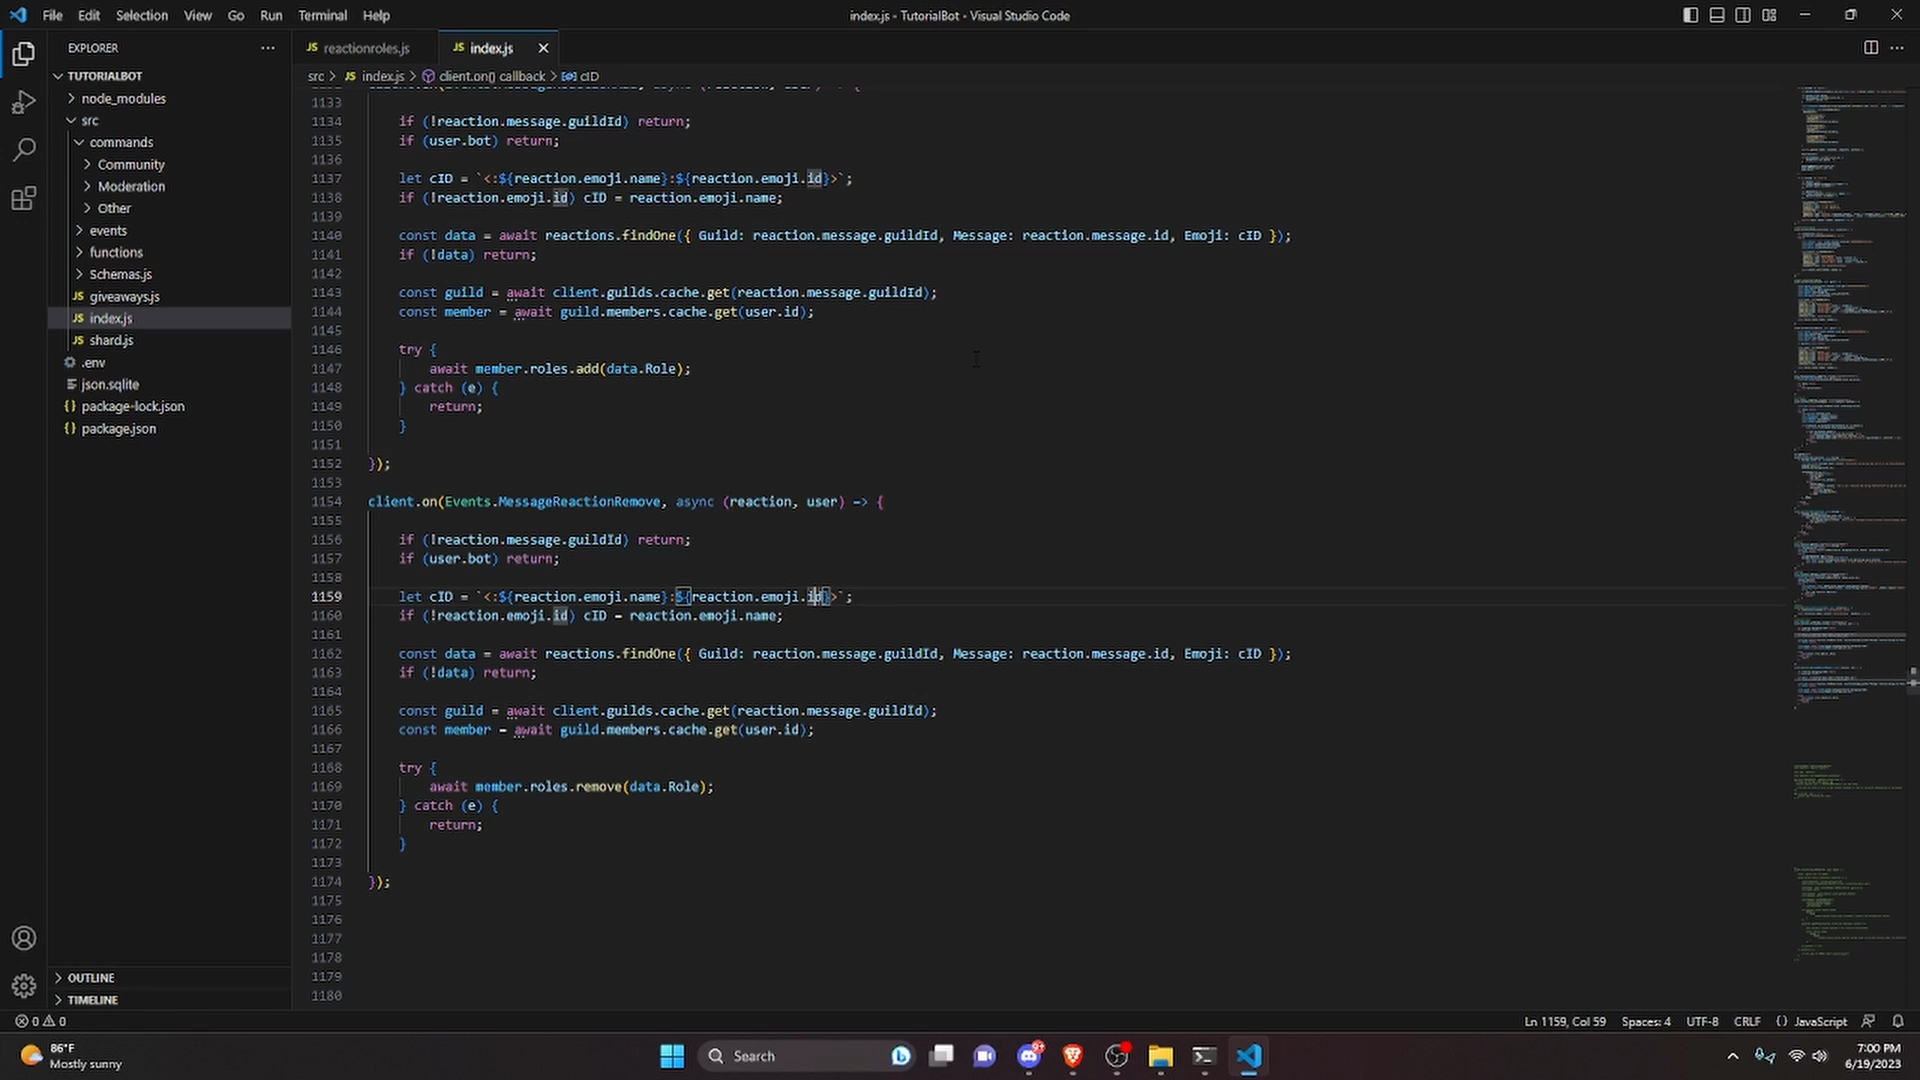 File Edit Selection View Go Run Terminal Help
index.js - TutorialBot - Visual Studio Code
EXPLORER
TUTORIALBOT
node_modules
src
commands
Community
Moderation
Other
events
functions
Schemas.js
JS giveaways.js
JS index.js
JS shard.js
.env
json.sqlite
{} package-lock.json
{} package.json
OUTLINE
TIMELINE
JS reactionroles.js
JS index.js
src > JS index.js > client.on() callback > cID
1133
1134 if (!reaction.message.guildId) return;
1135 if (user.bot) return;
1136
1137 let cID = `<:${reaction.emoji.name}:${reaction.emoji.id}>`;
1138 if (!reaction.emoji.id) cID = reaction.emoji.name;
1139
1140 const data = await reactions.findOne({ Guild: reaction.message.guildId, Message: reaction.message.id, Emoji: cID });
1141 if (!data) return;
1142
1143 const guild = await client.guilds.cache.get(reaction.message.guildId);
1144 const member = await guild.members.cache.get(user.id);
1145
1146 try {
1147 await member.roles.add(data.Role);
1148 } catch (e) {
1149 return;
1150 }
1151
1152 });
1153
1154 client.on(Events.MessageReactionRemove, async (reaction, user) => {
1155
1156 if (!reaction.message.guildId) return;
1157 if (user.bot) return;
1158
1159 let cID = `<:${reaction.emoji.name}:${reaction.emoji.id}>`;
1160 if (!reaction.emoji.id) cID = reaction.emoji.name;
1161
1162 const data = await reactions.findOne({ Guild: reaction.message.guildId, Message: reaction.message.id, Emoji: cID });
1163 if (!data) return;
1164
1165 const guild = await client.guilds.cache.get(reaction.message.guildId);
1166 const member = await guild.members.cache.get(user.id);
1167
1168 try {
1169 await member.roles.remove(data.Role);
1170 } catch (e) {
1171 return;
1172 }
1173
1174 });
1175
1176
1177
1178
1179
1180
0 0
Ln 1159, Col 59 Spaces: 4 UTF-8 CRLF {} JavaScript
86°F
Mostly sunny
Search
9+
7:00 PM
6/19/2023